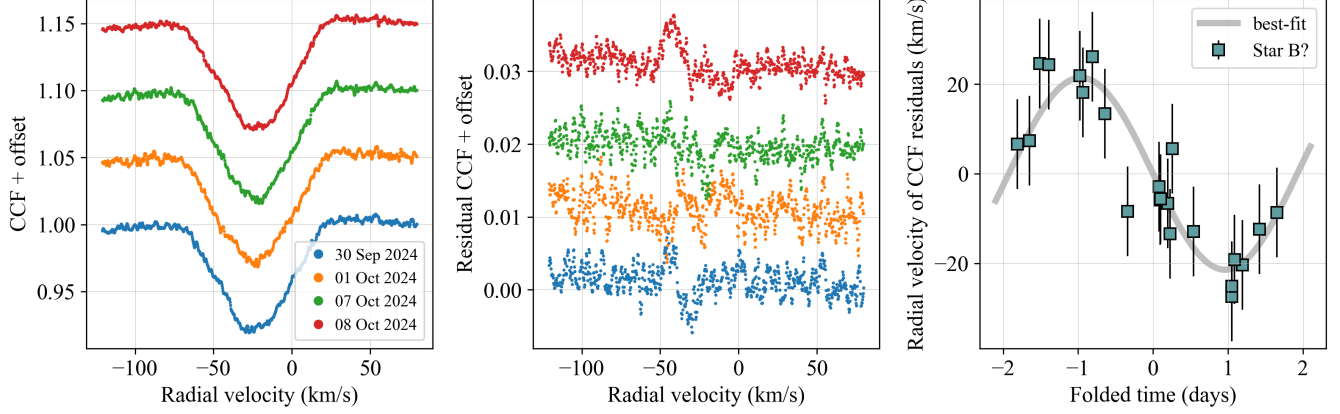 CCF + offset
1.15
1.10
1.05
1.00
0.95
30 Sep 2024
01 Oct 2024
07 Oct 2024
08 Oct 2024
−100
−50
0
50
Radial velocity (km/s)
Residual CCF + offset
0.03
0.02
0.01
0.00
−100
−50
0
50
Radial velocity (km/s)
Radial velocity of CCF residuals (km/s)
20
0
−20
best-fit
Star B?
−2
−1
0
1
2
Folded time (days)